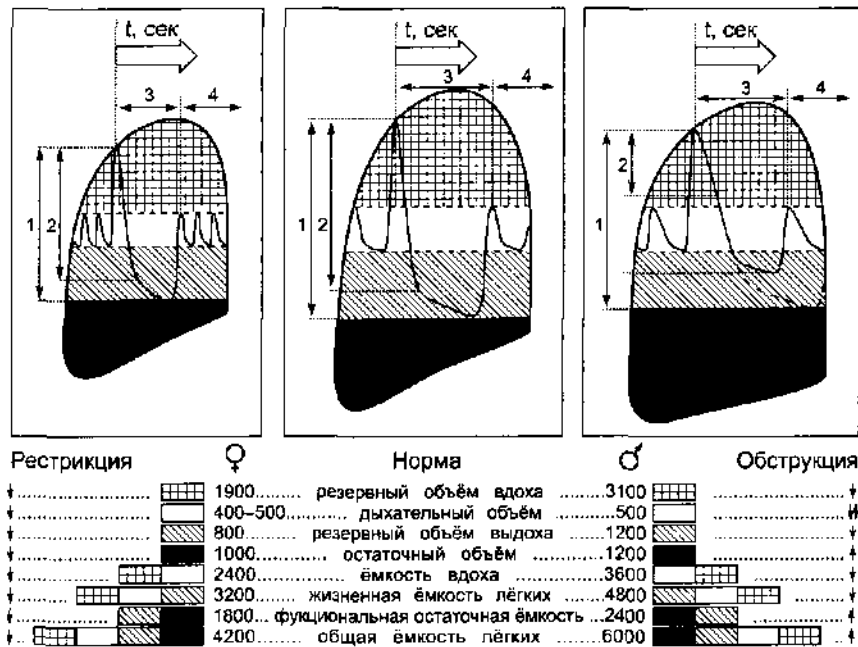 t, сек
3 4
1 2
t, сек
3 4
1 2
t, сек
3 4
2
1
Рестрикция ♀ Норма ♂ Обструкция
↓ 1900 резервный объём вдоха 3100 ↓
↓ 400–500 дыхательный объём 500
↓ 800 резервный объём выдоха 1200 ↓
↓ 1000 остаточный объём 1200 ↑
↓ 2400 ёмкость вдоха 3600 ↓
↓ 3200 жизненная ёмкость лёгких 4800 ↓
↓ 1800 фукциональная остаточная ёмкость 2400 ↑
↓ 4200 общая ёмкость лёгких 6000 ↑